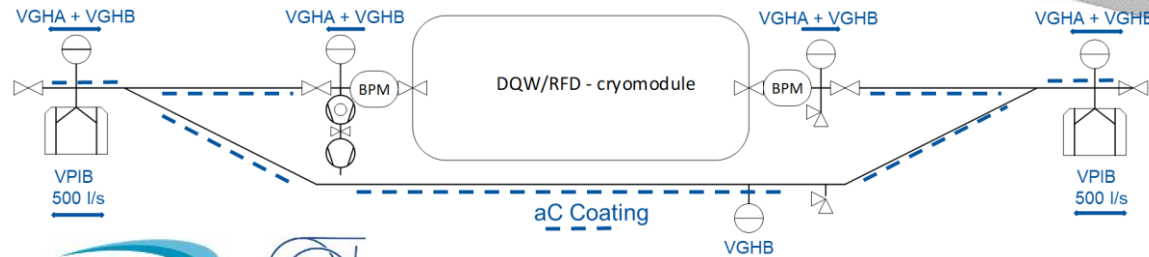 VGHA + VGHB
VGHA + VGHB
VGHA + VGHB
VGHA + VGHB
BPM
DQW/RFD - cryomodule
BPM
VPIB
500 l/s
VPIB
500 l/s
aC Coating
VGHB